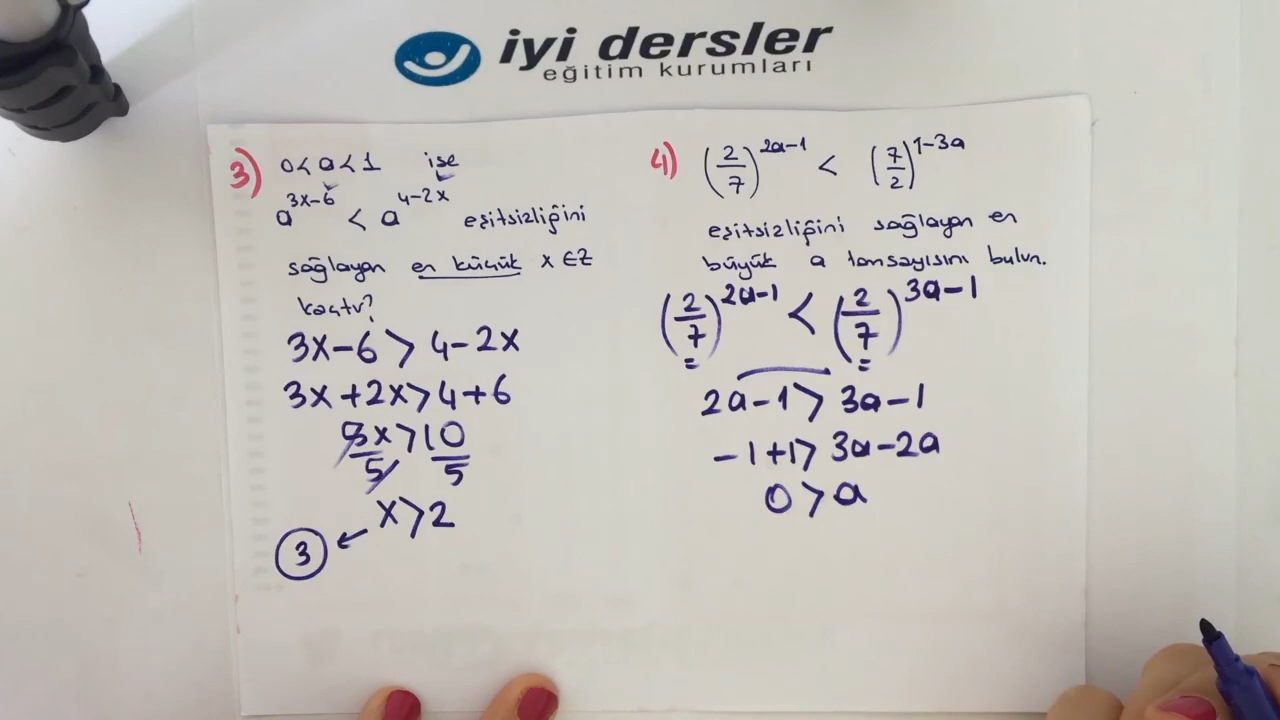 iyi dersler
eğitim kurumları
3) 0<a<1 ise
a^3x-6 < a^4-2x eşitsizliğini
sağlayan en küçük x ∈ Z
kaçtır?
3x-6 > 4-2x
3x+2x>4+6
5x/5 > 10/5
x>2
3
4) (2/7)^2a-1 < (7/2)^1-3a
eşitsizliğini sağlayan en
büyük a tamsayısını bulun.
(2/7)^2a-1 < (2/7)^3a-1
2a-1 > 3a-1
-1+1> 3a-2a
0 > a